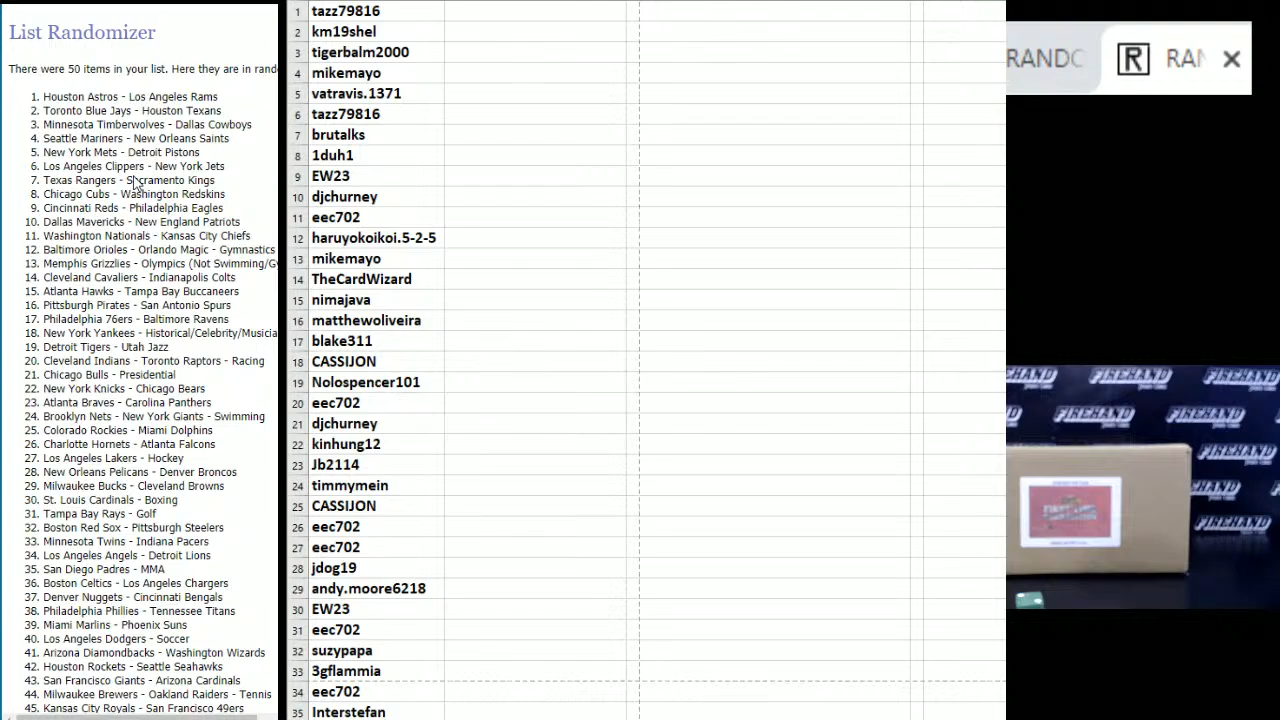 List Randomizer
There were 50 items in your list. Here they are in rand
1. Houston Astros - Los Angeles Rams
2. Toronto Blue Jays - Houston Texans
3. Minnesota Timberwolves - Dallas Cowboys
4. Seattle Mariners - New Orleans Saints
5. New York Mets - Detroit Pistons
6. Los Angeles Clippers - New York Jets
7. Texas Rangers - Sacramento Kings
8. Chicago Cubs - Washington Redskins
9. Cincinnati Reds - Philadelphia Eagles
10. Dallas Mavericks - New England Patriots
11. Washington Nationals - Kansas City Chiefs
12. Baltimore Orioles - Orlando Magic - Gymnastics
13. Memphis Grizzlies - Olympics (Not Swimming/Gy
14. Cleveland Cavaliers - Indianapolis Colts
15. Atlanta Hawks - Tampa Bay Buccaneers
16. Pittsburgh Pirates - San Antonio Spurs
17. Philadelphia 76ers - Baltimore Ravens
18. New York Yankees - Historical/Celebrity/Musicia
19. Detroit Tigers - Utah Jazz
20. Cleveland Indians - Toronto Raptors - Racing
21. Chicago Bulls - Presidential
22. New York Knicks - Chicago Bears
23. Atlanta Braves - Carolina Panthers
24. Brooklyn Nets - New York Giants - Swimming
25. Colorado Rockies - Miami Dolphins
26. Charlotte Hornets - Atlanta Falcons
27. Los Angeles Lakers - Hockey
28. New Orleans Pelicans - Denver Broncos
29. Milwaukee Bucks - Cleveland Browns
30. St. Louis Cardinals - Boxing
31. Tampa Bay Rays - Golf
32. Boston Red Sox - Pittsburgh Steelers
33. Minnesota Twins - Indiana Pacers
34. Los Angeles Angels - Detroit Lions
35. San Diego Padres - MMA
36. Boston Celtics - Los Angeles Chargers
37. Denver Nuggets - Cincinnati Bengals
38. Philadelphia Phillies - Tennessee Titans
39. Miami Marlins - Phoenix Suns
40. Los Angeles Dodgers - Soccer
41. Arizona Diamondbacks - Washington Wizards
42. Houston Rockets - Seattle Seahawks
43. San Francisco Giants - Arizona Cardinals
44. Milwaukee Brewers - Oakland Raiders - Tennis
45. Kansas City Royals - San Francisco 49ers
1 tazz79816
2 km19shel
3 tigerbalm2000
4 mikemayo
5 vatravis.1371
6 tazz79816
7 brutalks
8 1duh1
9 EW23
10 djchurney
11 eec702
12 haruyokoikoi.5-2-5
13 mikemayo
14 TheCardWizard
15 nimajava
16 matthewoliveira
17 blake311
18 CASSIJON
19 Nolospencer101
20 eec702
21 djchurney
22 kinhung12
23 Jb2114
24 timmymein
25 CASSIJON
26 eec702
27 eec702
28 jdog19
29 andy.moore6218
30 EW23
31 eec702
32 suzypapa
33 3gflammia
34 eec702
35 Interstefan
RANDO
R RAN
FIREHAND
FIREHAND
FIREHAND
FIREHAND
FIREHAND
FIREHAND
FIREHAND